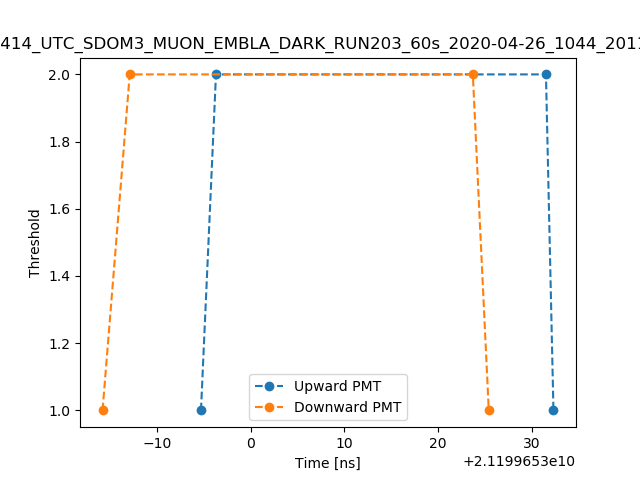 414_UTC_SDOM3_MUON_EMBLA_DARK_RUN203_60s_2020-04-26_1044_201
Threshold
2.0
1.8
1.6
1.4
1.2
1.0
Upward PMT
Downward PMT
−10 0 10 20 30
Time [ns]
+2.1199653e10